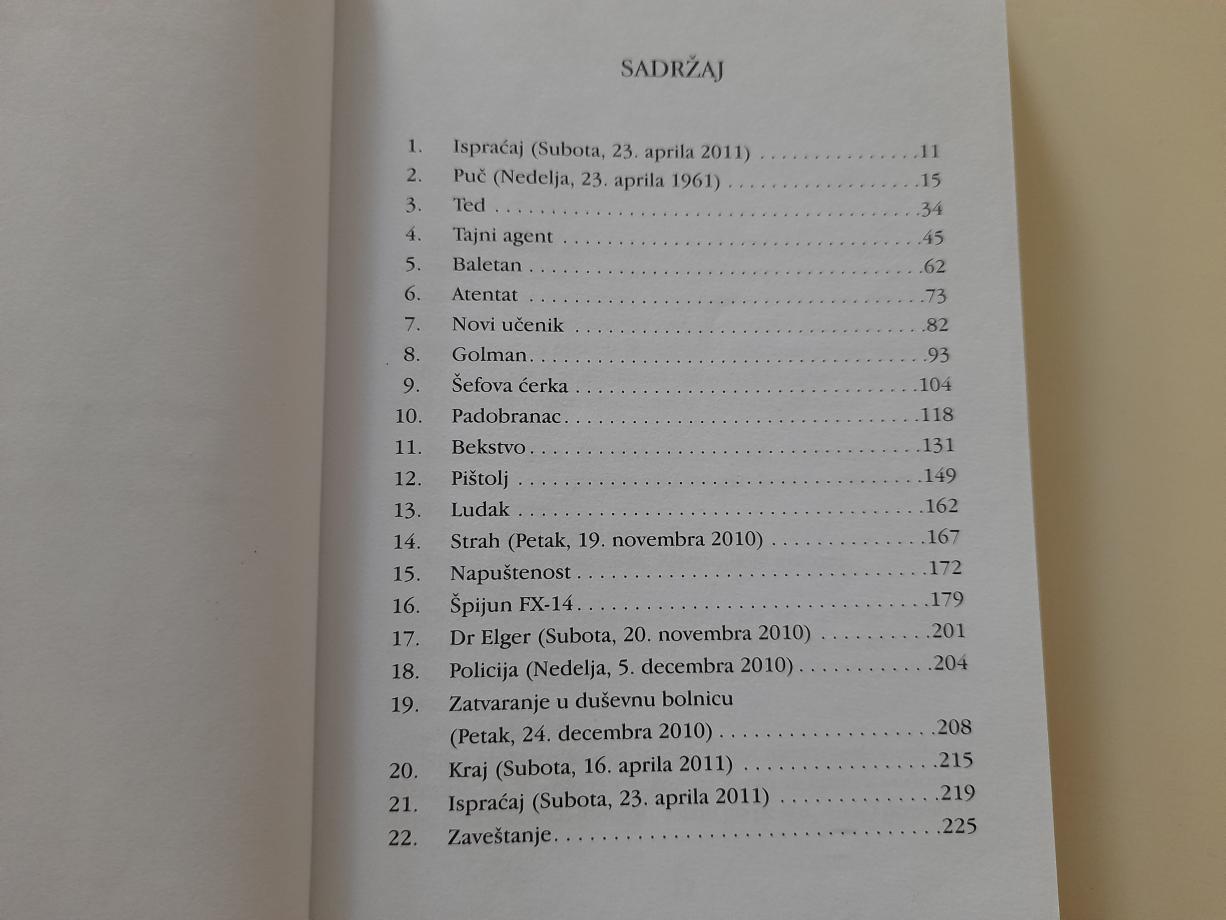 SADRŽAJ
1. Ispraćaj (Subota, 23. aprila 2011) . . . . . . . . . . . . . . .11
2. Puč (Nedelja, 23. aprila 1961) . . . . . . . . . . . . . . . . . .15
3. Ted . . . . . . . . . . . . . . . . . . . . . . . . . . . . . . . . . . . . . .34
4. Tajni agent . . . . . . . . . . . . . . . . . . . . . . . . . . . . . . . .45
5. Baletan . . . . . . . . . . . . . . . . . . . . . . . . . . . . . . . . . . .62
6. Atentat . . . . . . . . . . . . . . . . . . . . . . . . . . . . . . . . . . .73
7. Novi učenik . . . . . . . . . . . . . . . . . . . . . . . . . . . . . . .82
8. Golman. . . . . . . . . . . . . . . . . . . . . . . . . . . . . . . . . . .93
9. Šefova ćerka . . . . . . . . . . . . . . . . . . . . . . . . . . . . . .104
10. Padobranac. . . . . . . . . . . . . . . . . . . . . . . . . . . . . . .118
11. Bekstvo. . . . . . . . . . . . . . . . . . . . . . . . . . . . . . . . . .131
12. Pištolj . . . . . . . . . . . . . . . . . . . . . . . . . . . . . . . . . . .149
13. Ludak . . . . . . . . . . . . . . . . . . . . . . . . . . . . . . . . . . .162
14. Strah (Petak, 19. novembra 2010) . . . . . . . . . . . . . .167
15. Napuštenost . . . . . . . . . . . . . . . . . . . . . . . . . . . . . . .172
16. Špijun FX-14. . . . . . . . . . . . . . . . . . . . . . . . . . . . . . .179
17. Dr Elger (Subota, 20. novembra 2010) . . . . . . . . . .201
18. Policija (Nedelja, 5. decembra 2010) . . . . . . . . . . . .204
19. Zatvaranje u duševnu bolnicu
(Petak, 24. decembra 2010) . . . . . . . . . . . . . . . . . . .208
20. Kraj (Subota, 16. aprila 2011) . . . . . . . . . . . . . . . . .215
21. Ispraćaj (Subota, 23. aprila 2011) . . . . . . . . . . . . . .219
22. Zaveštanje. . . . . . . . . . . . . . . . . . . . . . . . . . . . . . . . .225